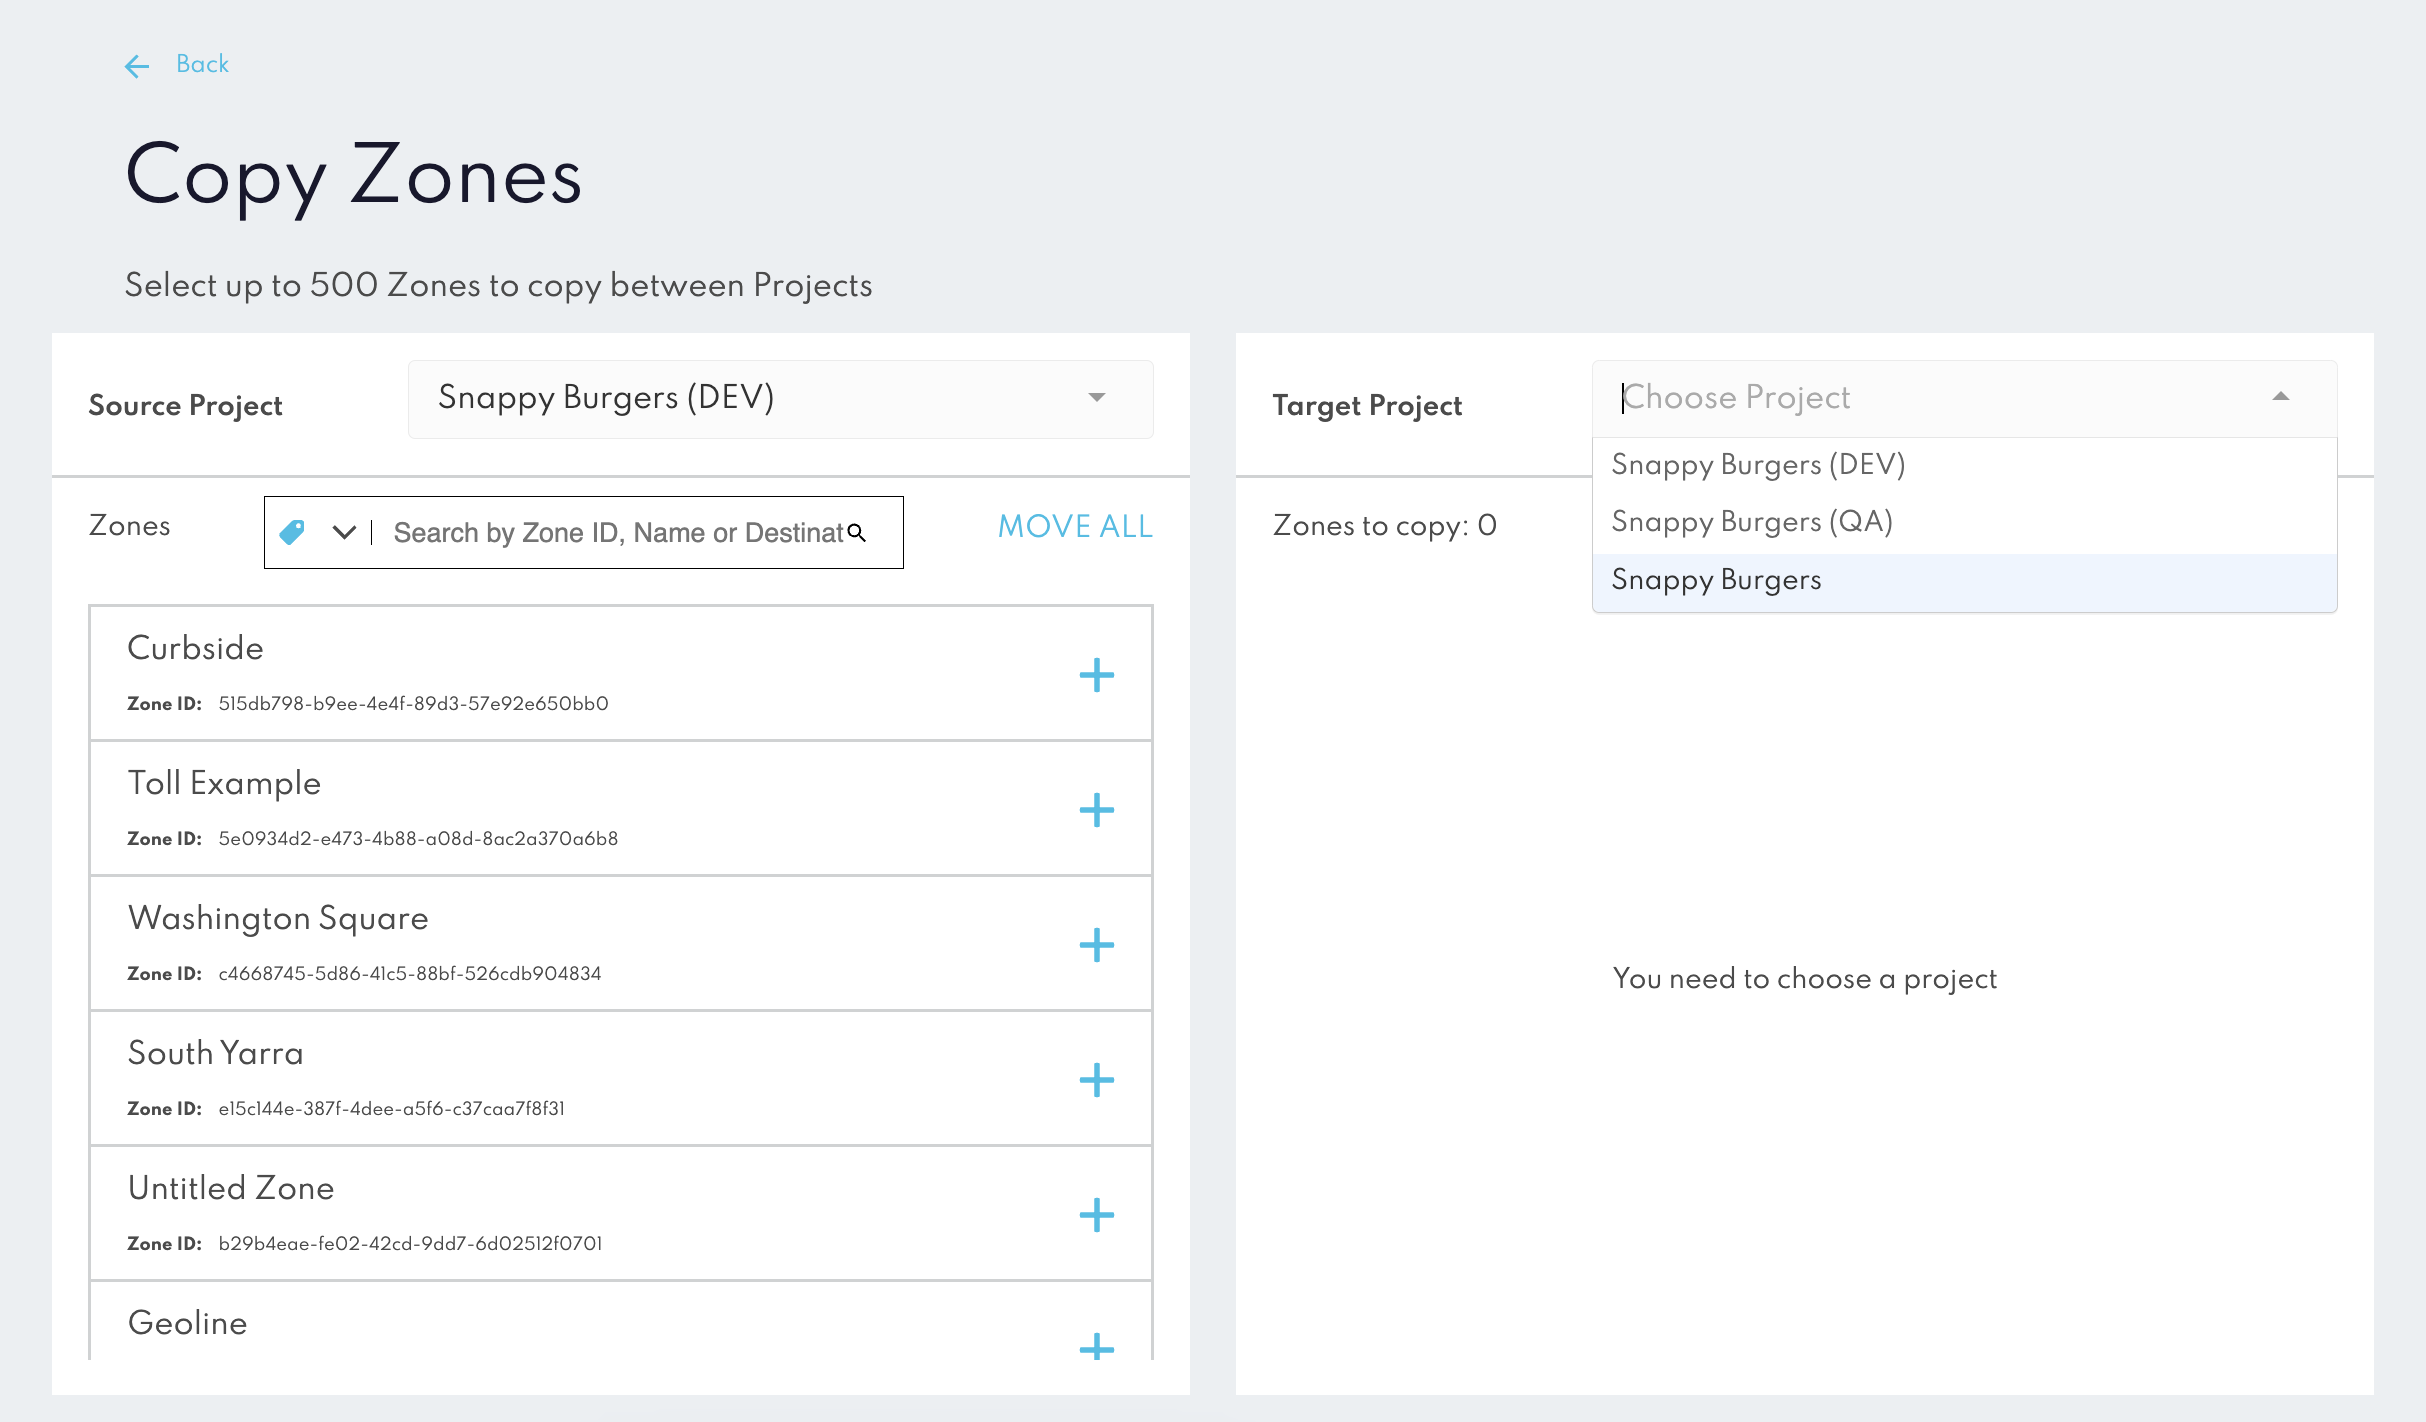 Back
Copy Zones
Select up to 500 Zones to copy between Projects
Source Project
Snappy Burgers (DEV)
Zones
Search by Zone ID, Name or Destinat
MOVE ALL
Curbside
Zone ID: 515db798-b9ee-4e4f-89d3-57e92e650bb0
Toll Example
Zone ID: 5e0934d2-e473-4b88-a08d-8ac2a370a6b8
Washington Square
Zone ID: c4668745-5d86-41c5-88bf-526cdb904834
South Yarra
Zone ID: e15c144e-387f-4dee-a5f6-c37caa7f8f31
Untitled Zone
Zone ID: b29b4eae-fe02-42cd-9dd7-6d02512f0701
Geoline
Target Project
Choose Project
Snappy Burgers (DEV)
Snappy Burgers (QA)
Snappy Burgers
Zones to copy: 0
You need to choose a project